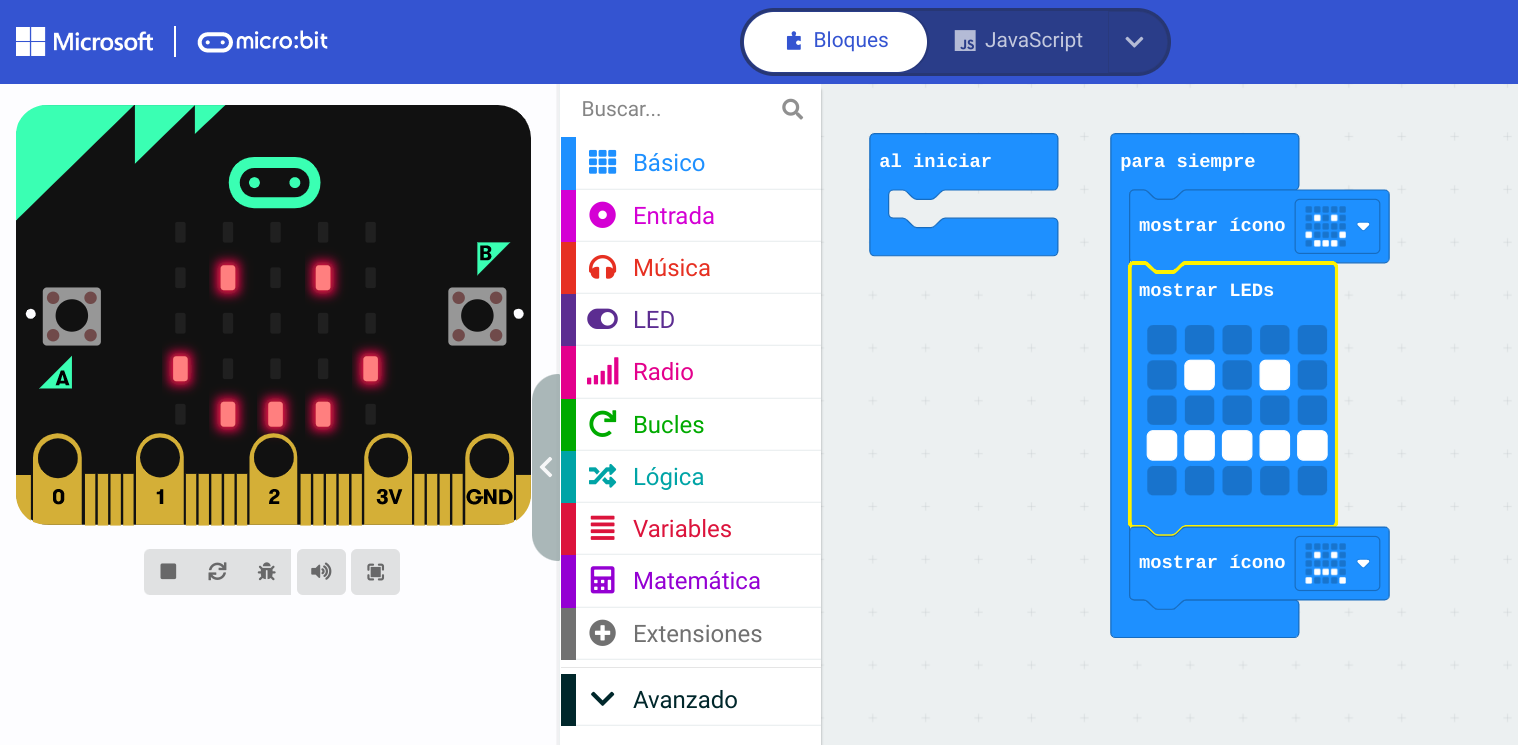 Microsoft
micro:bit
Bloques
JS
JavaScript
B
A
0
1
2
3V
GND
Buscar...
Básico
Entrada
Música
LED
Radio
Bucles
Lógica
Variables
Matemática
Extensiones
Avanzado
al iniciar
para siempre
mostrar ícono
mostrar LEDs
mostrar ícono